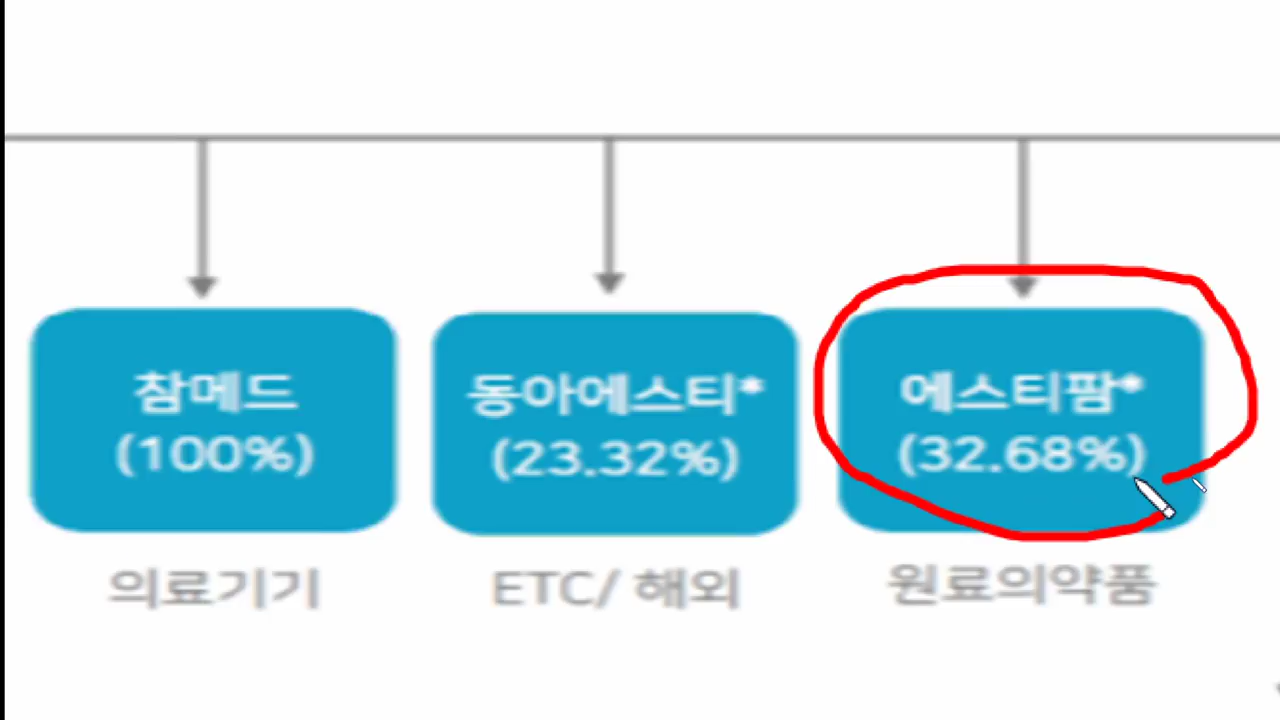 참메드
(100%)
의료기기
동아에스티*
(23.32%)
ETC/ 해외
에스티팜*
(32.68%)
원료의약품